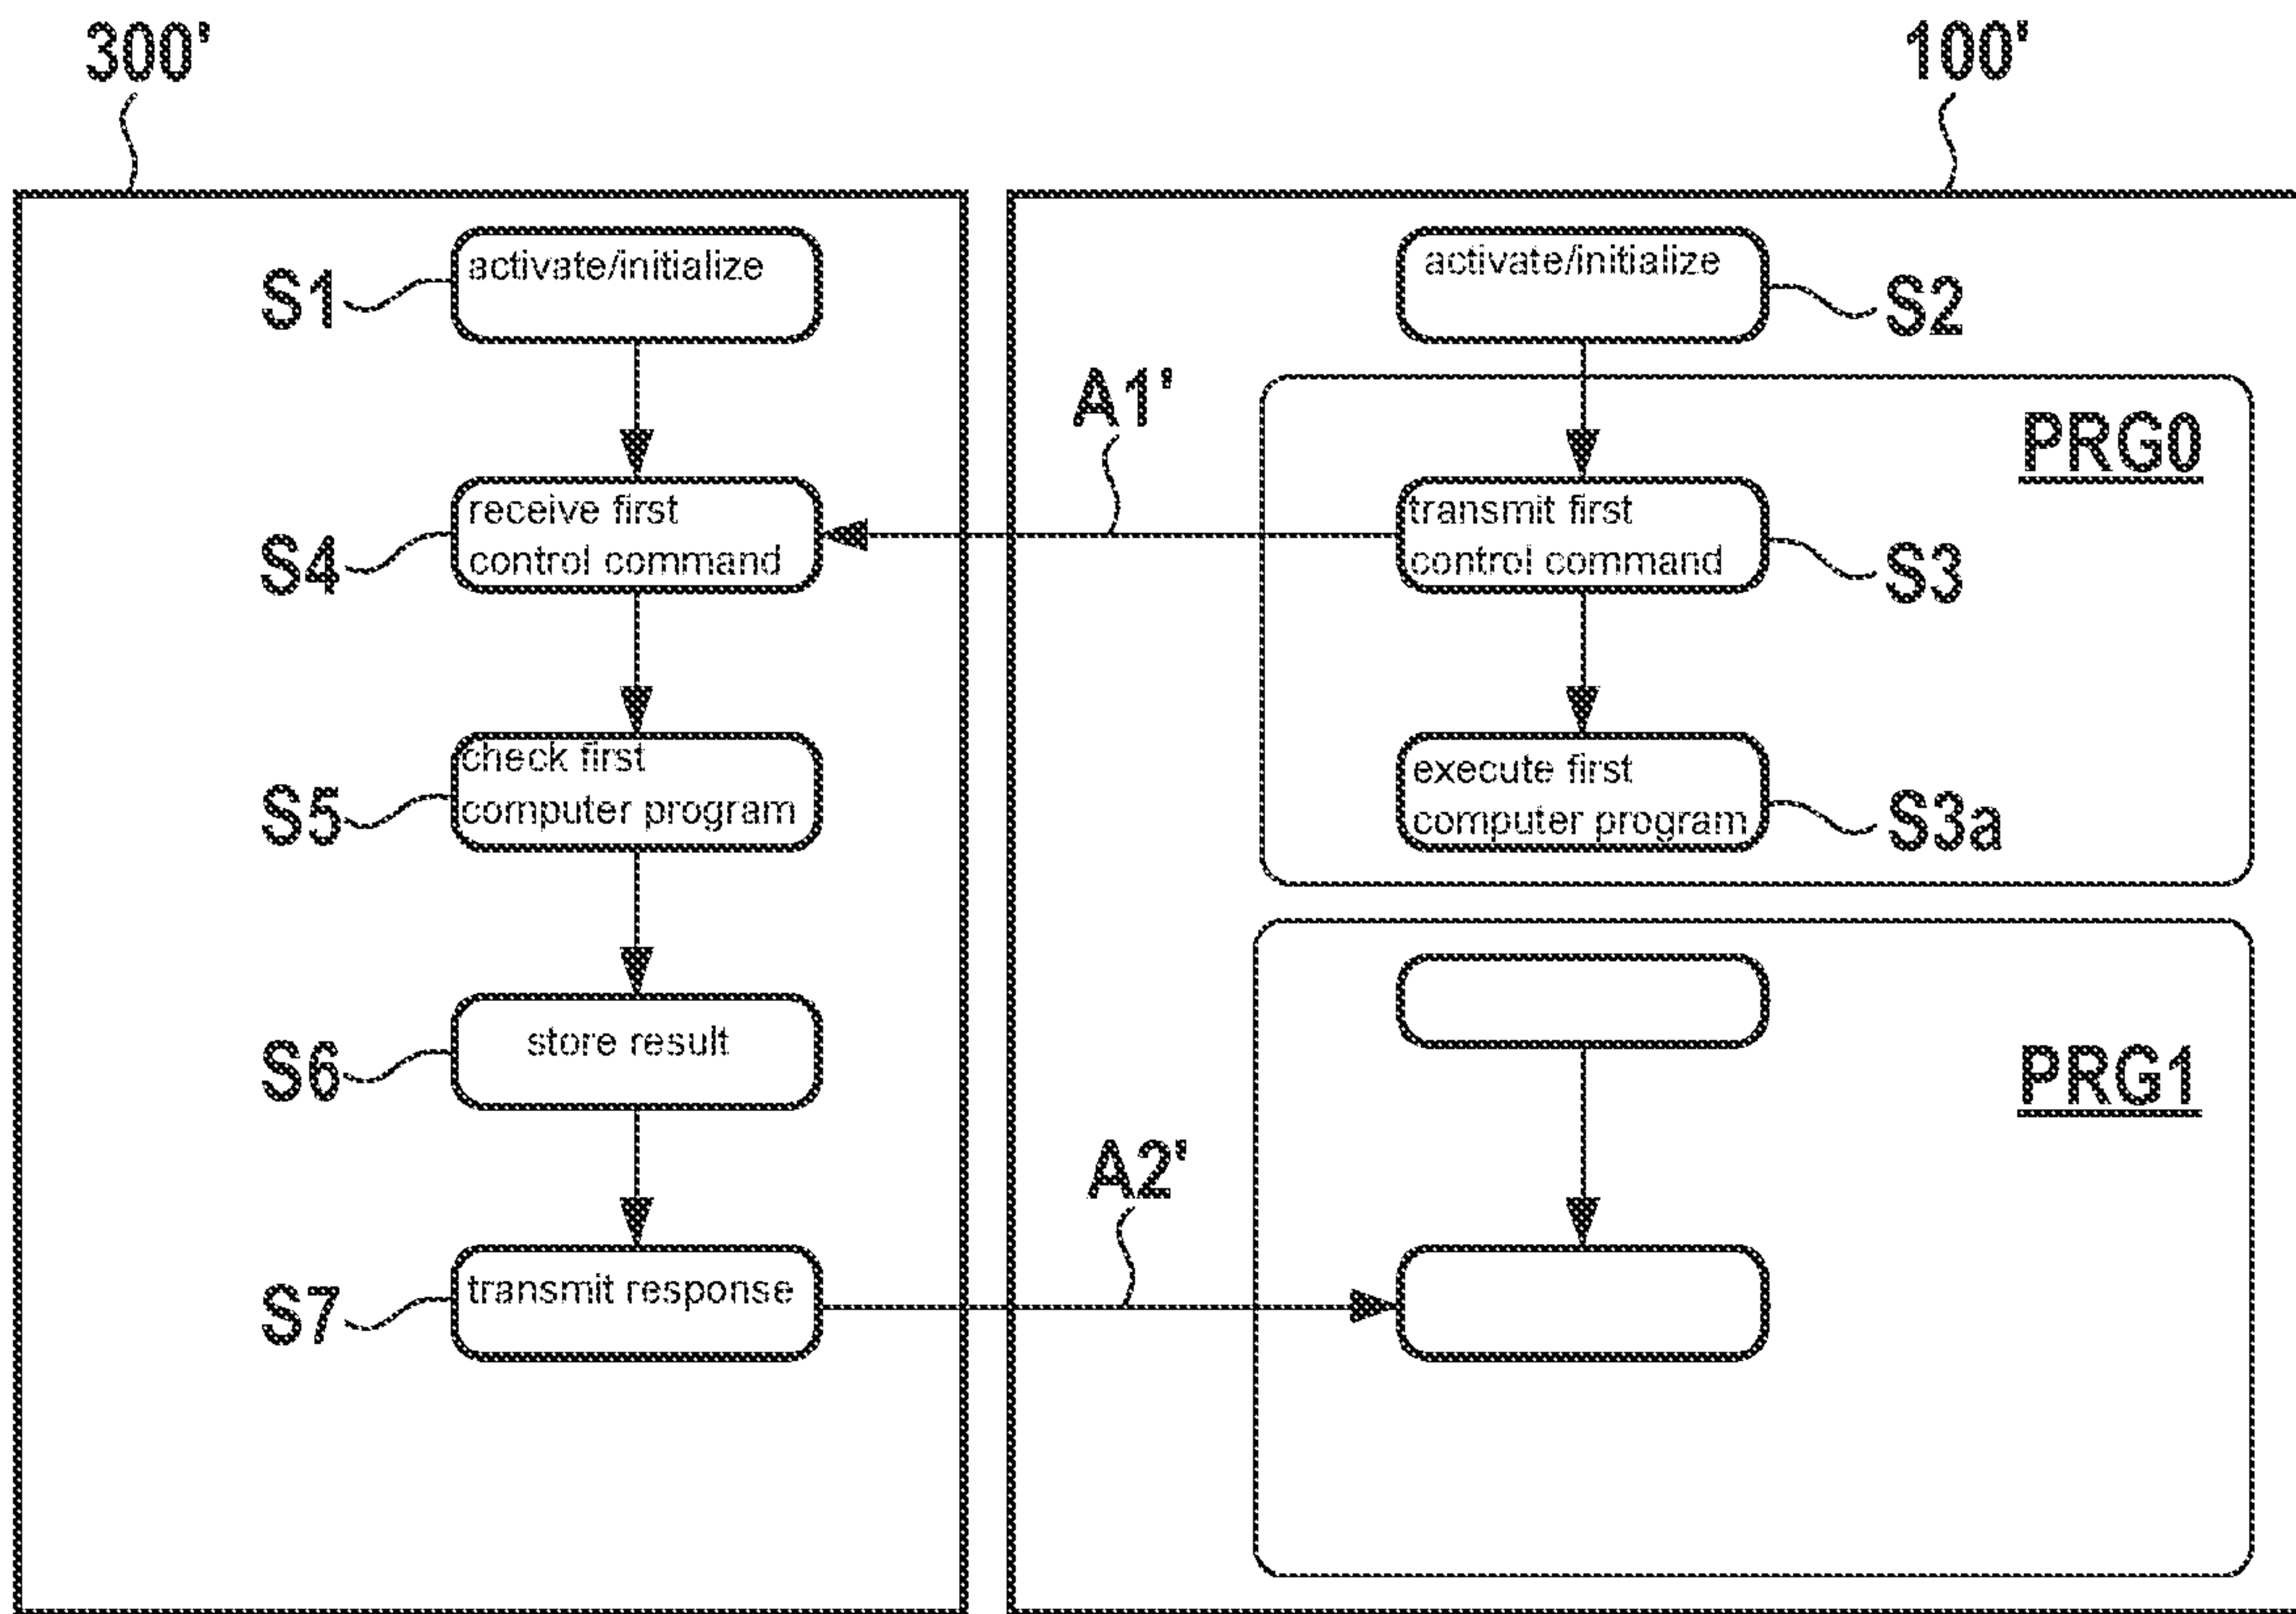 300'
100'
activate/initialize
S1
activate/initialize
S2
A1'
PRG0
receive first
control command
S4
transmit first
control command
S3
check first
computer program
S5
execute first
computer program
S3a
store result
S6
PRG1
A2'
transmit response
S7